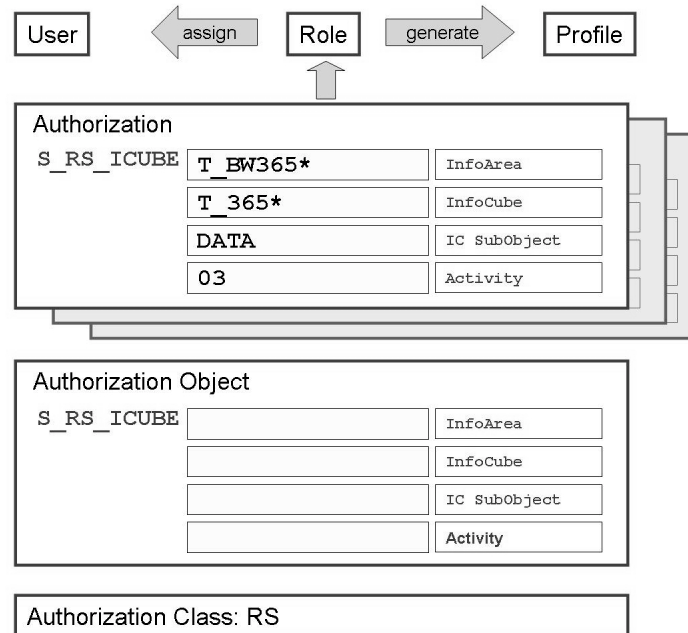 User assign Role generate Profile
Authorization
S_RS_ICUBE T_BW365* InfoArea
T_365* InfoCube
DATA IC SubObject
03 Activity
Authorization Object
S_RS_ICUBE InfoArea
InfoCube
IC SubObject
Activity
Authorization Class: RS